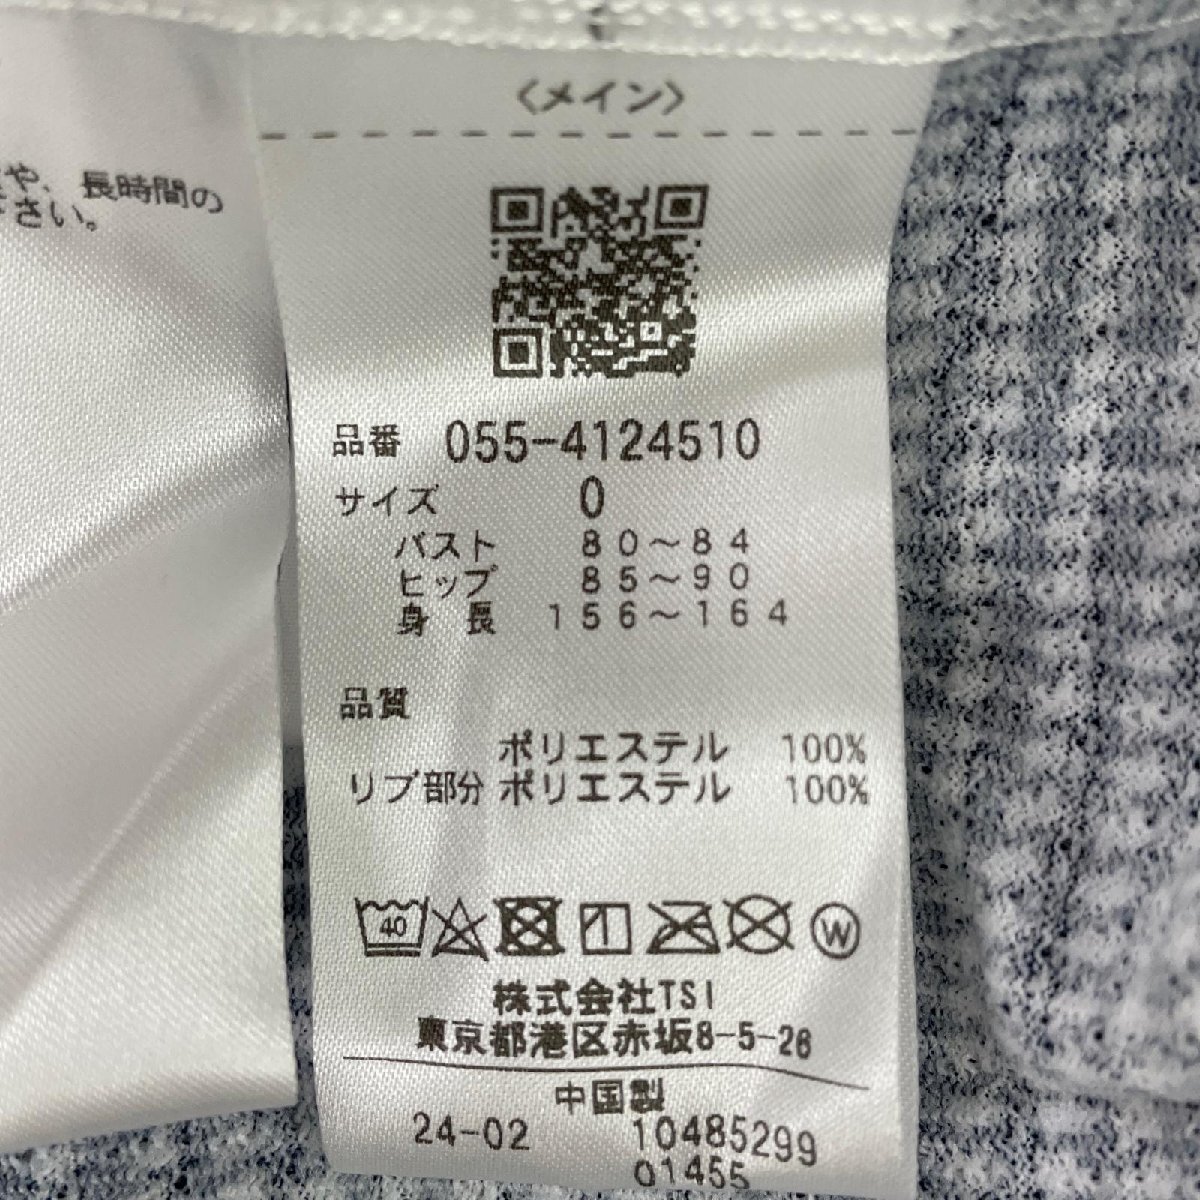 〈メイン〉
や、長時間の
さい。
品番 055-4124510
サイズ 0
バスト 80〜84
ヒップ 85〜90
身長 156〜164
品質
ポリエステル 100%
リブ部分 ポリエステル 100%
40
W
株式会社TSI
東京都港区赤坂8-5-26
中国製
24-02 10485299
01455